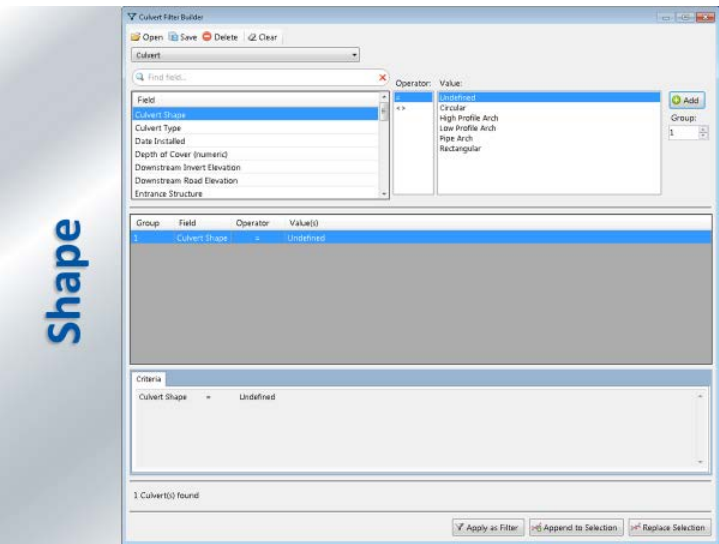 Culvert Filter Builder
Open Save Delete Clear
Culvert
Find field...
Operator: Value:
Field
Culvert Shape
Culvert Type
Date Installed
Depth of Cover (numeric)
Downstream Invert Elevation
Downstream Road Elevation
Entrance Structure
=
<>
Undefined
Circular
High Profile Arch
Low Profile Arch
Pipe Arch
Rectangular
Add
Group:
1
Group Field Operator Value(s)
1 Culvert Shape = Undefined
Shape
Criteria
Culvert Shape = Undefined
1 Culvert(s) found
Apply as Filter Append to Selection Replace Selection